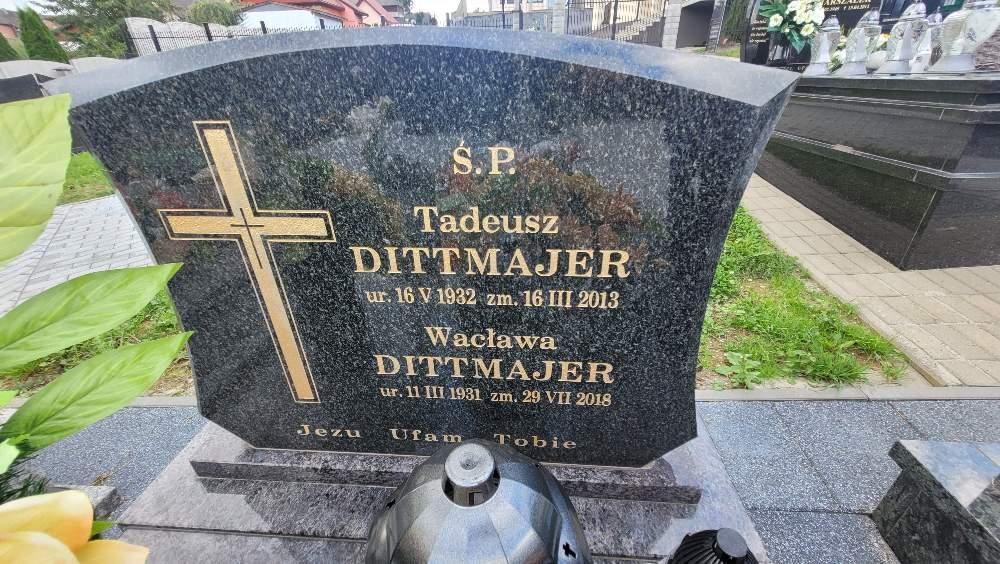 Ś.P.
Tadeusz
DITTMAJER
ur. 16 V 1932 zm. 16 III 2013
Wacława
DITTMAJER
ur. 11 III 1931 zm. 29 VII 2018
Jezu Ufam Tobie